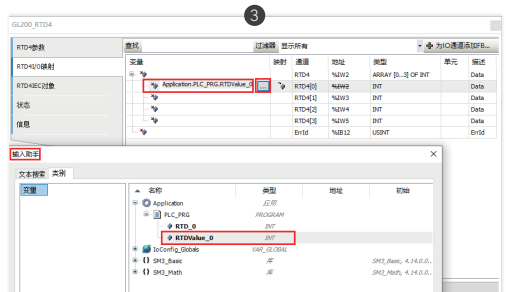 3
GL200_RTD4
RTD4参数
RTD4I/O映射
RTD4IEC对象
状态
信息
查找 过滤器 显示所有 为IO通道添加FB...
变量 映射 通道 地址 类型 单元 描述
RTD4 %IW2 ARRAY [0..3] OF INT Data
Application.PLC_PRG.RTDValue_0 ... RTD4[0] %IW2 INT Data
RTD4[1] %IW3 INT Data
RTD4[2] %IW4 INT Data
RTD4[3] %IW5 INT Data
ErrId %IB12 USINT ErrId
输入助手
文本搜索 类别
变量
名称 类型 地址 初始
Application 应用
PLC_PRG PROGRAM
RTD_0 INT
RTDValue_0 INT
IoConfig_Globals VAR_GLOBAL
SM3_Basic 库 SM3_Basic, 4.14.0.0...
SM3_Math 库 SM3_Math, 4.14.0.0...